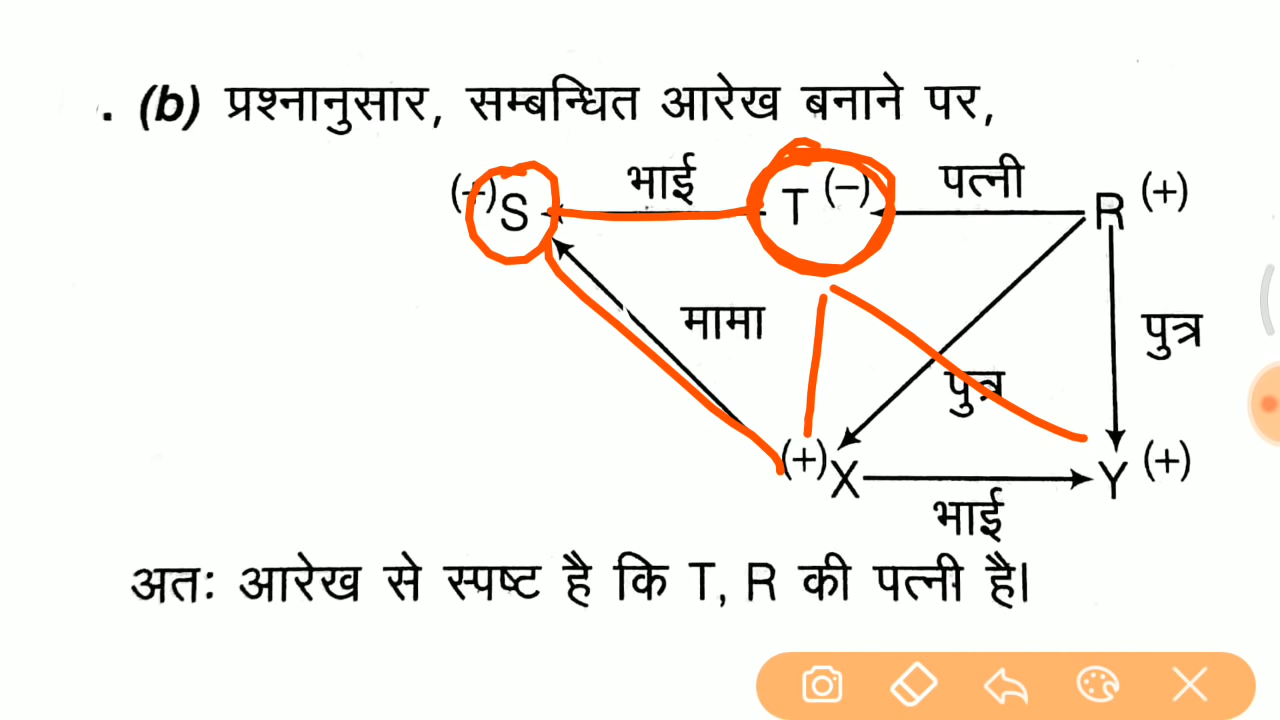 . (b) प्रश्नानुसार, सम्बन्धित आरेख बनाने पर,
(+) S भाई T (–) पत्नी R (+)
मामा पुत्र
पुत्र
(+) X Y (+)
भाई
अतः आरेख से स्पष्ट है कि T, R की पत्नी है।